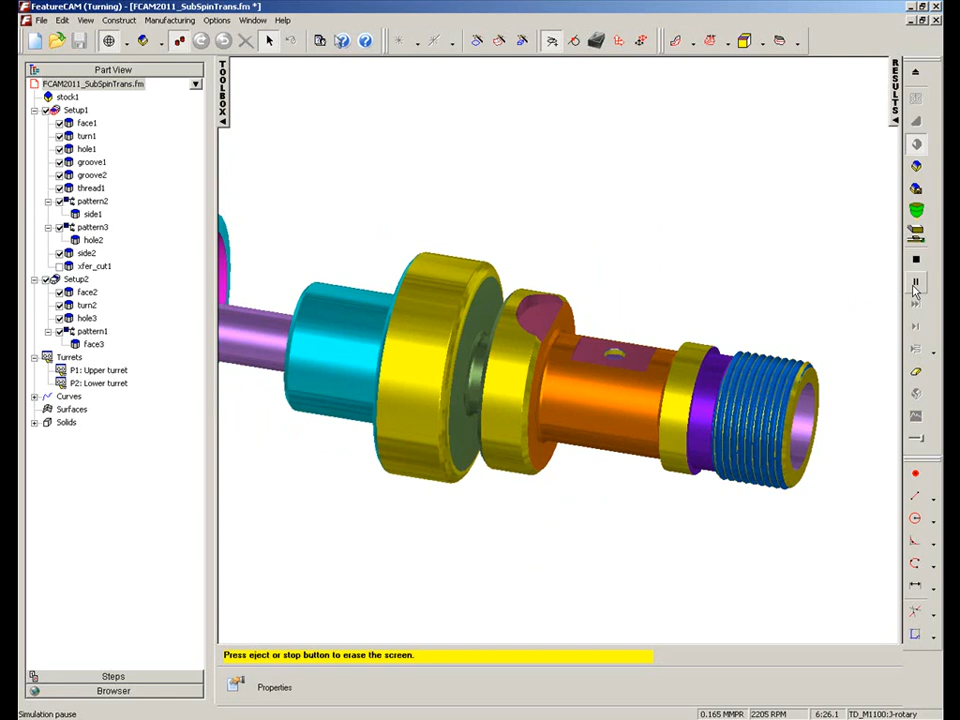 FeatureCAM (Turning) - [FCAM2011_SubSpinTrans.fm *]
File Edit View Construct Manufacturing Options Window Help
Part View
FCAM2011_SubSpinTrans.fm
stock1
Setup1
face1
turn1
hole1
groove1
groove2
thread1
pattern2
side1
pattern3
hole2
side2
xfer_cut1
Setup2
face2
turn2
hole3
pattern1
face3
Turrets
P1: Upper turret
P2: Lower turret
Curves
Surfaces
Solids
Steps
Browser
TOOLBOX
RESULTS
Press eject or stop button to erase the screen.
Properties
Simulation pause
0.165 MMPR 2205 RPM 6:26.1 TD_M1100:J-rotary